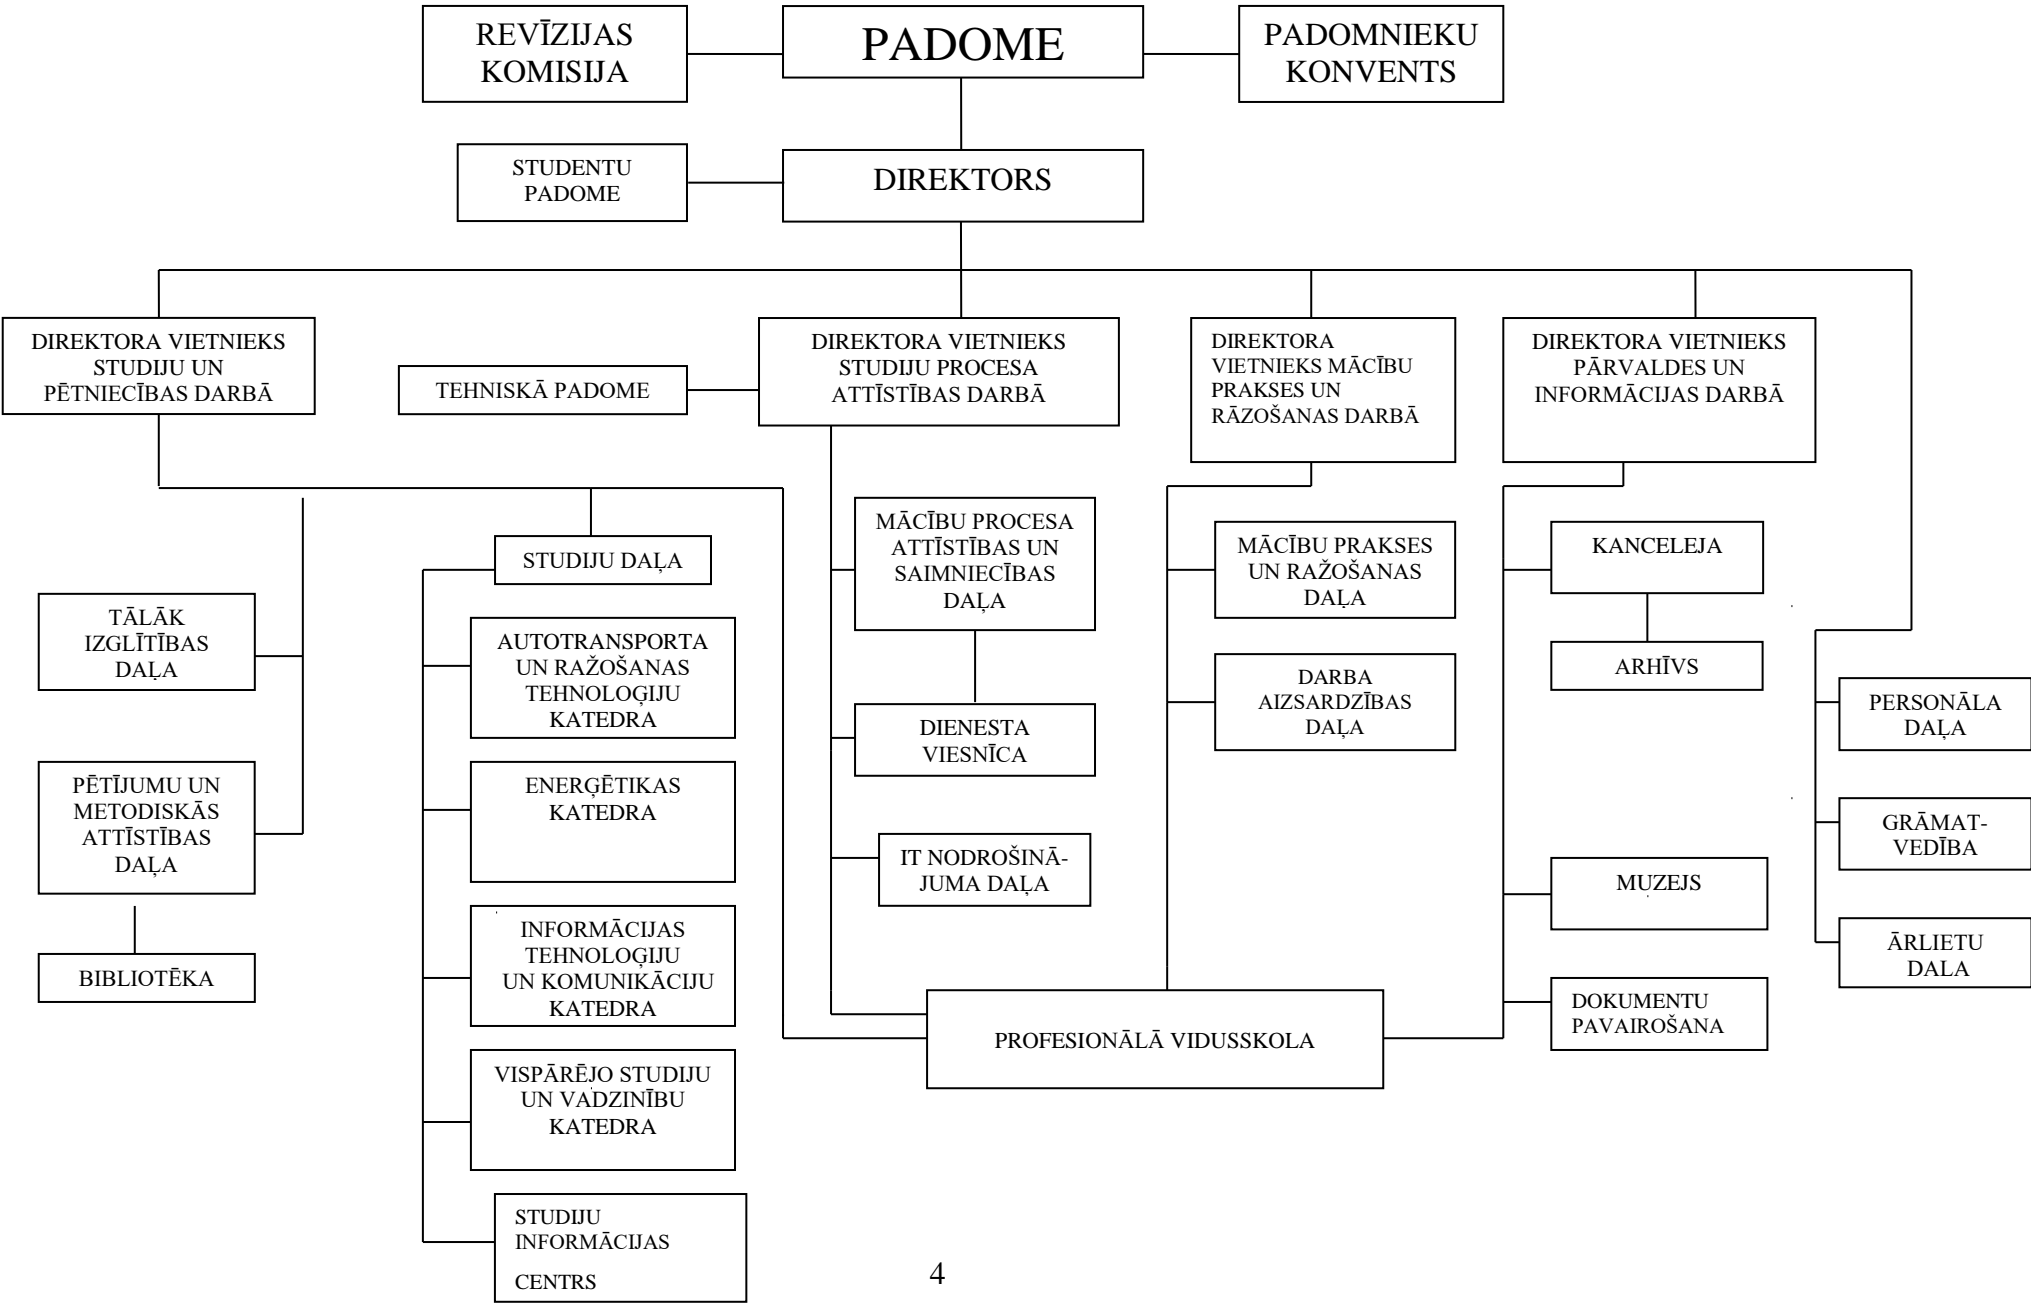 REVĪZIJAS
KOMISIJA
PADOME
PADOMNIEKU
KONVENTS
STUDENTU
PADOME
DIREKTORS
DIREKTORA VIETNIEKS
STUDIJU UN
PĒTNIECĪBAS DARBĀ
TEHNISKĀ PADOME
DIREKTORA VIETNIEKS
STUDIJU PROCESA
ATTĪSTĪBAS DARBĀ
DIREKTORA
VIETNIEKS MĀCĪBU
PRAKSES UN
RĀZOŠANAS DARBĀ
DIREKTORA VIETNIEKS
PĀRVALDES UN
INFORMĀCIJAS DARBĀ
TĀLĀK
IZGLĪTĪBAS
DAĻA
PĒTĪJUMU UN
METODISKĀS
ATTĪSTĪBAS
DAĻA
BIBLIOTĒKA
STUDIJU DAĻA
AUTOTRANSPORTA
UN RAŽOŠANAS
TEHNOLOĢIJU
KATEDRA
ENERĢĒTIKAS
KATEDRA
INFORMĀCIJAS
TEHNOLOĢIJU
UN KOMUNIKĀCIJU
KATEDRA
VISPĀRĒJO STUDIJU
UN VADZINĪBU
KATEDRA
STUDIJU
INFORMĀCIJAS
CENTRS
MĀCĪBU PROCESA
ATTĪSTĪBAS UN
SAIMNIECĪBAS
DAĻA
DIENESTA
VIESNĪCA
IT NODROŠINĀ-
JUMA DAĻA
MĀCĪBU PRAKSES
UN RAŽOŠANAS
DAĻA
DARBA
AIZSARDZĪBAS
DAĻA
PROFESIONĀLĀ VIDUSSKOLA
KANCELEJA
ARHĪVS
MUZEJS
DOKUMENTU
PAVAIROŠANA
PERSONĀLA
DAĻA
GRĀMAT-
VEDĪBA
ĀRLIETU
DALA
4